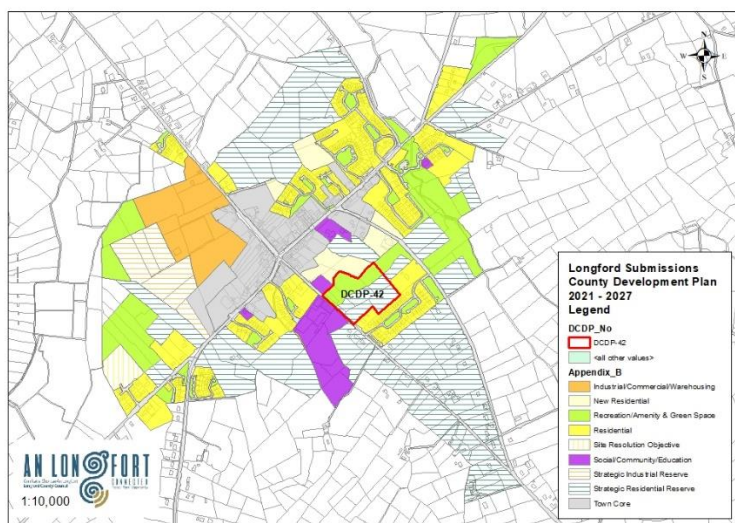 N
W E
S
DCDP-42
Longford Submissions
County Development Plan
2021 - 2027
Legend
DCDP_No
DCDP-42
<all other values>
Appendix_B
Industrial/Commercial/Warehousing
New Residential
Recreation/Amenity & Green Space
Residential
Site Resolution Objective
Social/Community/Education
Strategic Industrial Reserve
Strategic Residential Reserve
Town Core
AN LONGFORT
CONNECTED
1:10,000